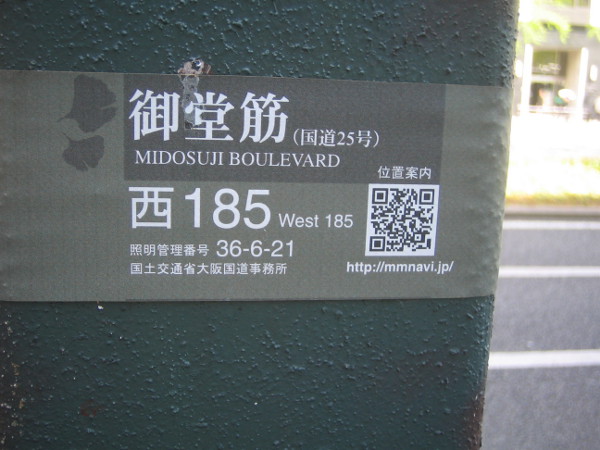 御堂筋(国道25号)
MIDOSUJI BOULEVARD
位置案内
西185 West 185
照明管理番号 36-6-21
国土交通省大阪国道事務所
http://mmnavi.jp/